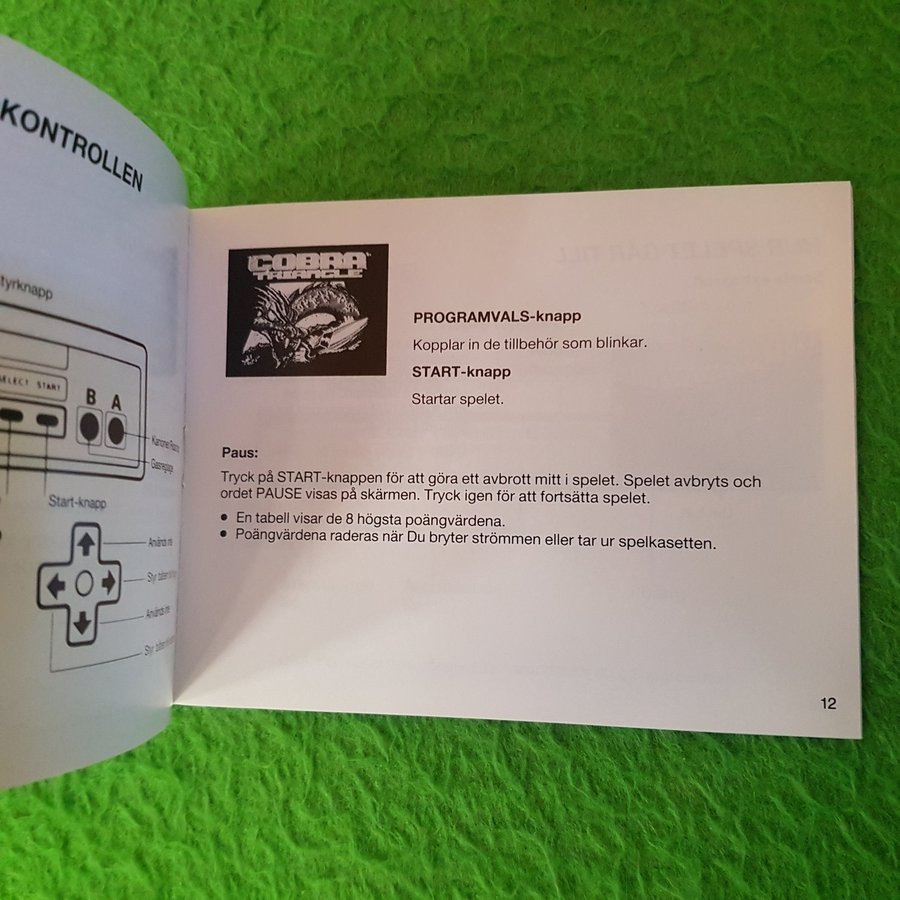 KONTROLLEN
START
B A
Start-knapp
COBRA
TRIANGLE
PROGRAMVALS-knapp
Kopplar in de tillbehör som blinkar.
START-knapp
Startar spelet.
Paus:
Tryck på START-knappen för att göra ett avbrott mitt i spelet. Spelet avbryts och
ordet PAUSE visas på skärmen. Tryck igen för att fortsätta spelet.
• En tabell visar de 8 högsta poängvärdena.
• Poängvärdena raderas när Du bryter strömmen eller tar ur spelkasetten.
12